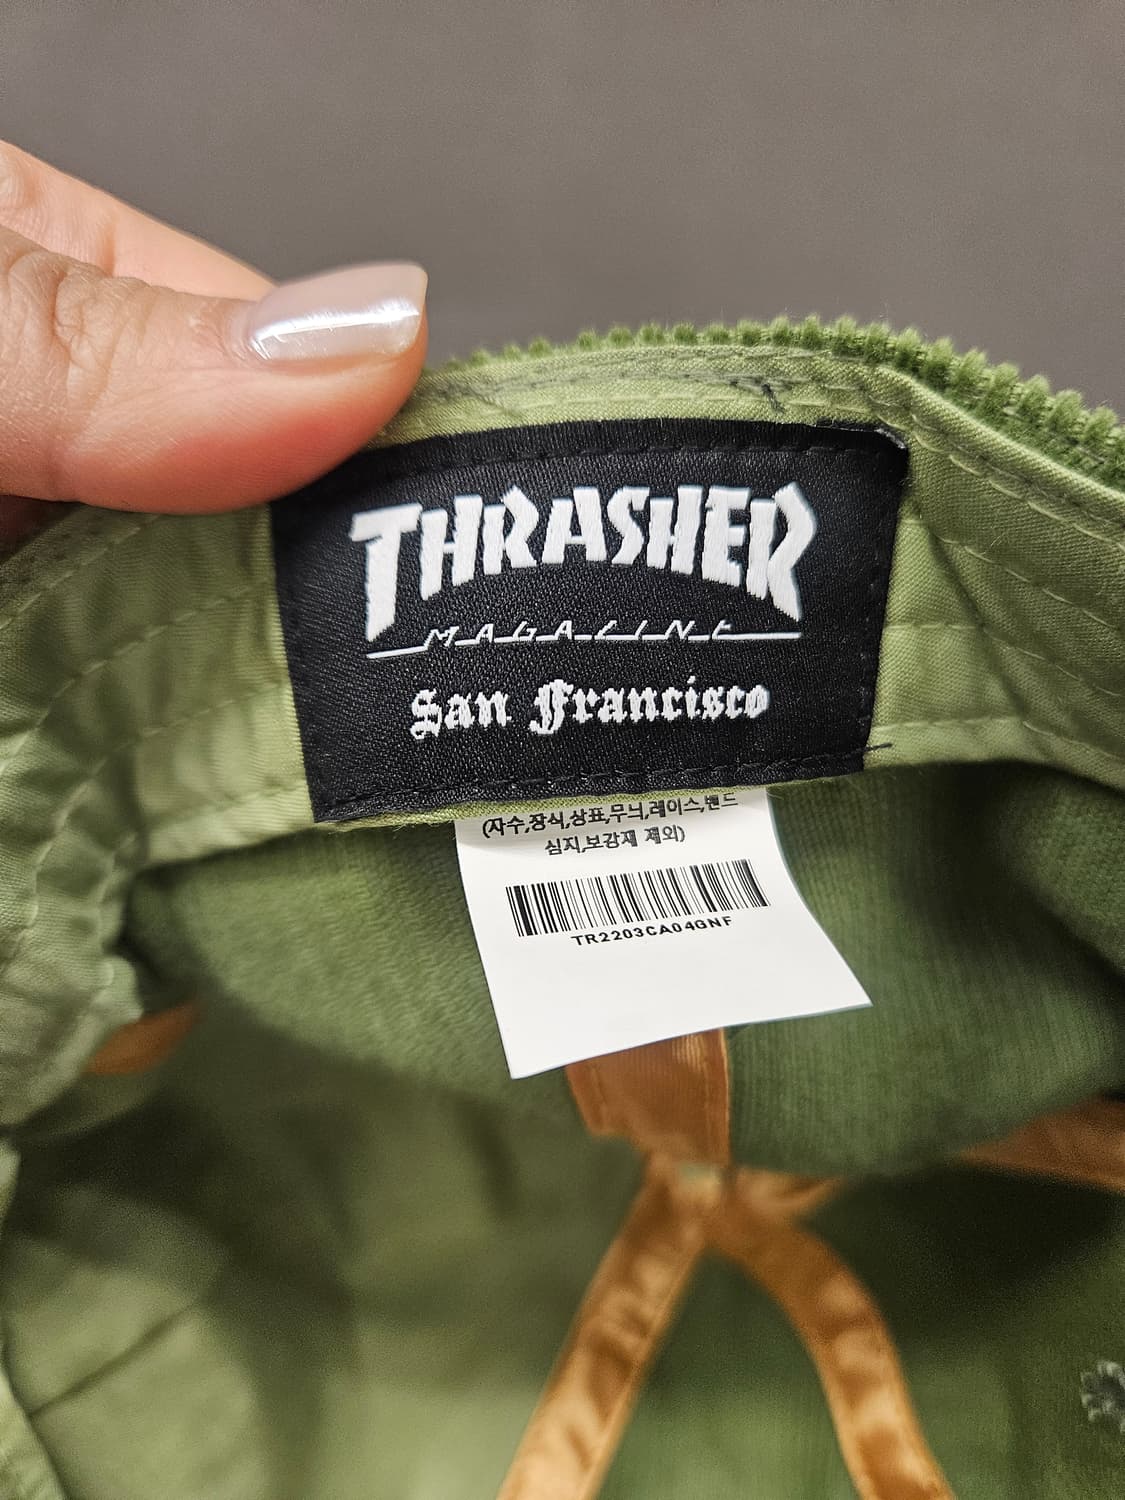 THRASHER
MAGAZINE
San Francisco
(자수,장식,상표,무늬,레이스,밴드
심지,보강재 제외)
TR2203CA04GNF